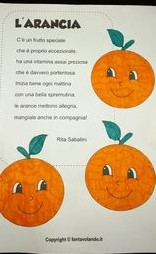 L'ARANCIA
C'è un frutto speciale
che è proprio eccezionale,
ha una vitamina assai preziosa
che è davvero portentosa.
Inizia bene ogni mattina
con una bella spremutina,
le arance mettono allegria,
mangiale anche in compagnia!
Rita Sabatini
Copyright © fantavolando.it